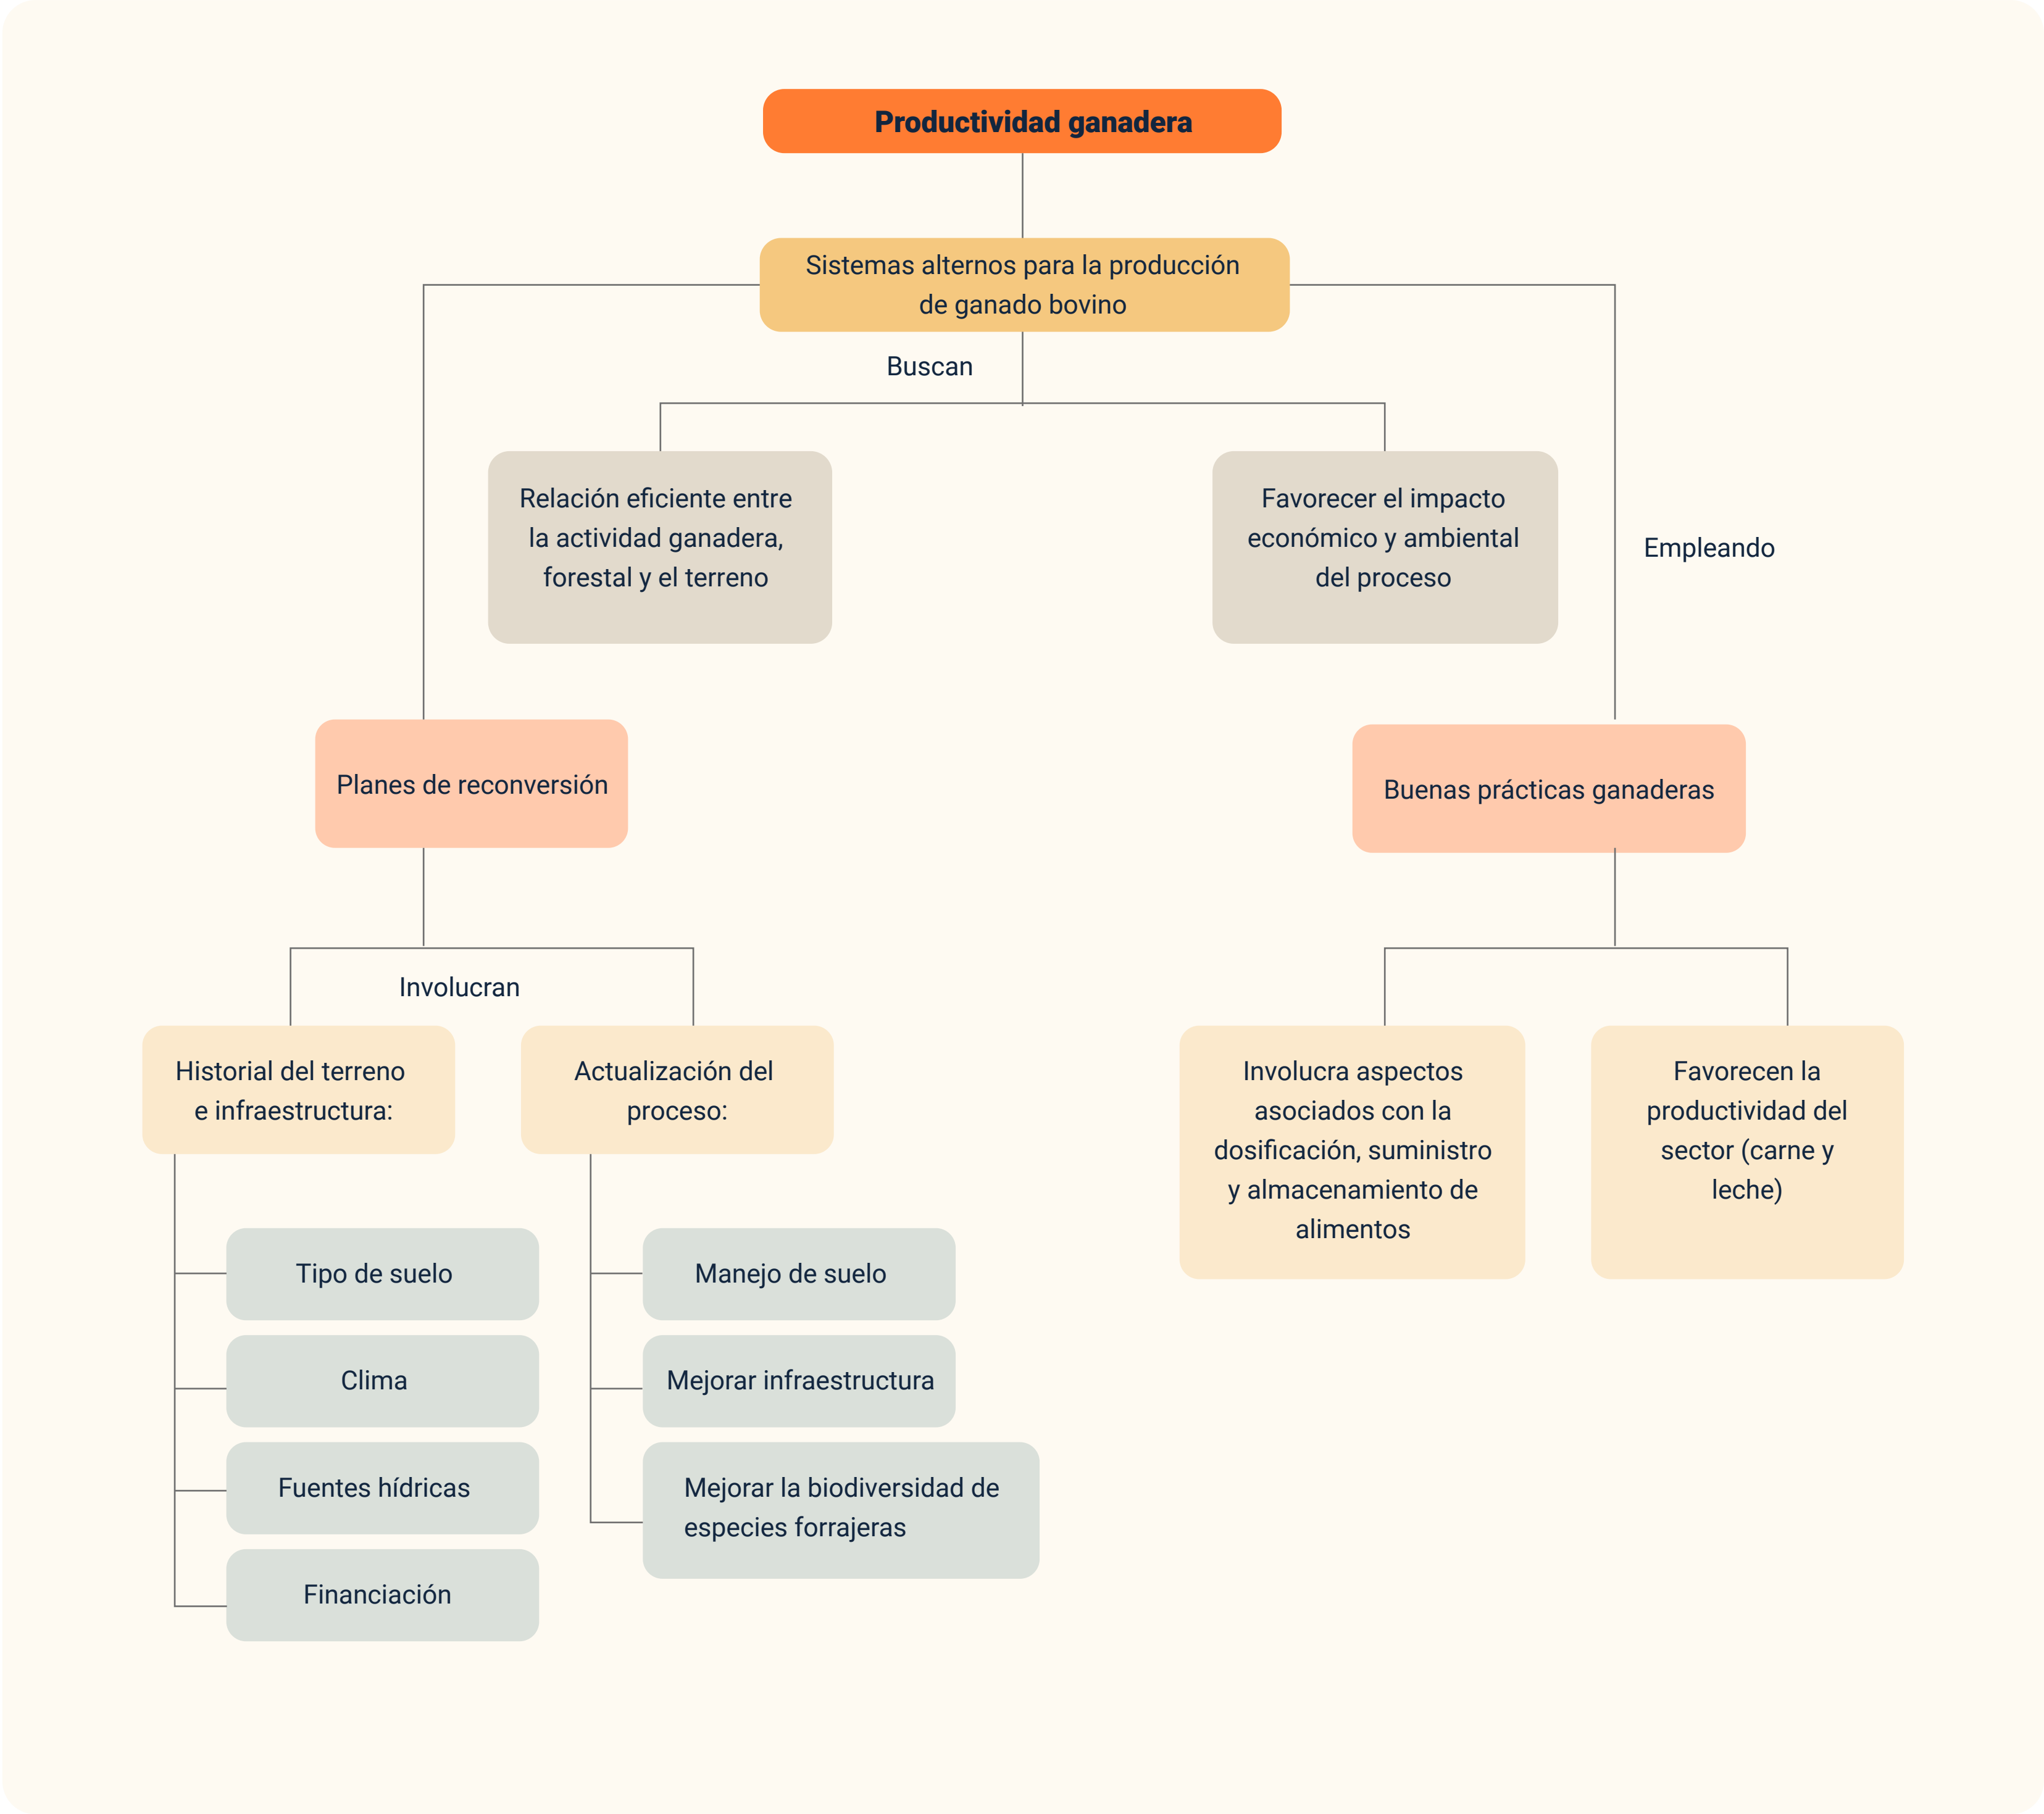 Productividad ganadera
Sistemas alternos para la producción
de ganado bovino
Buscan
Relación eficiente entre
la actividad ganadera,
forestal y el terreno
Favorecer el impacto
económico y ambiental
del proceso
Empleando
Planes de reconversión
Buenas prácticas ganaderas
Involucran
Historial del terreno
e infraestructura:
Actualización del
proceso:
Involucra aspectos
asociados con la
dosificación, suministro
y almacenamiento de
alimentos
Favorecen la
productividad del
sector (carne y
leche)
Tipo de suelo
Clima
Fuentes hídricas
Financiación
Manejo de suelo
Mejorar infraestructura
Mejorar la biodiversidad de
especies forrajeras